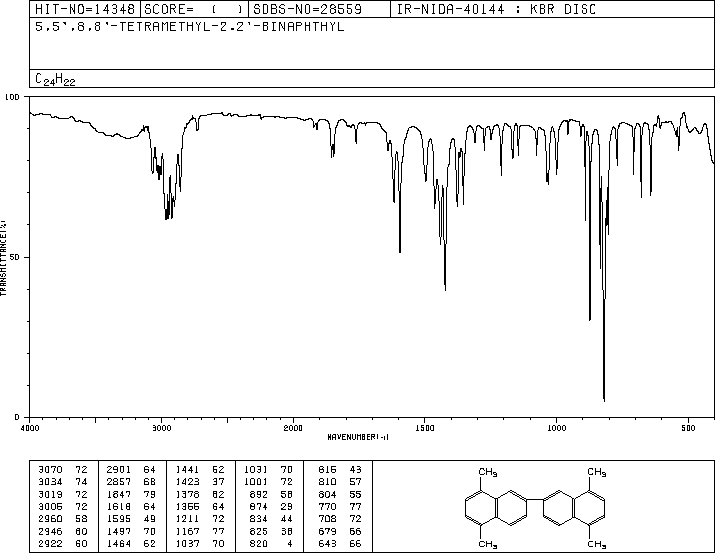 HIT-NO=14348 SCORE= ( ) SDBS-NO=28559 IR-NIDA-40144 : KBR DISC
5,5',8,8'-TETRAMETHYL-2,2'-BINAPHTHYL
C24H22
100
50
0
TRANSMITTANCE(%)
4000 3000 2000 1500 1000 500
WAVENUMBER(-1)
3070 72 2901 64 1441 52 1031 70 816 43
3034 74 2857 68 1423 37 1001 72 810 57
3019 72 1847 79 1378 62 892 58 804 55
3005 72 1618 64 1355 64 874 29 770 77
2960 58 1595 49 1211 72 834 44 708 72
2946 60 1497 70 1167 77 825 38 679 66
2922 60 1464 62 1037 70 820 4 643 66
CH3 CH3
CH3 CH3